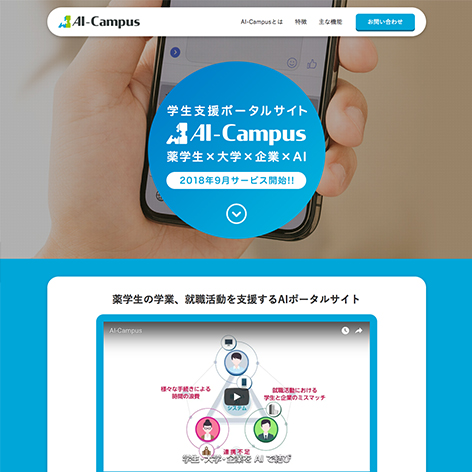 AI-Campus
AI-Campusとは
特徴
主な機能
お問い合わせ
学生支援ポータルサイト
AI-Campus
薬学生×大学×企業×AI
2018年9月サービス開始!!
薬学生の学業、就職活動を支援するAIポータルサイト
AI-Campus
様々な手続きによる
時間の浪費
就職活動における
学生と企業のミスマッチ
システム
連携不足
学生・大学・企業を AI で結ぶ